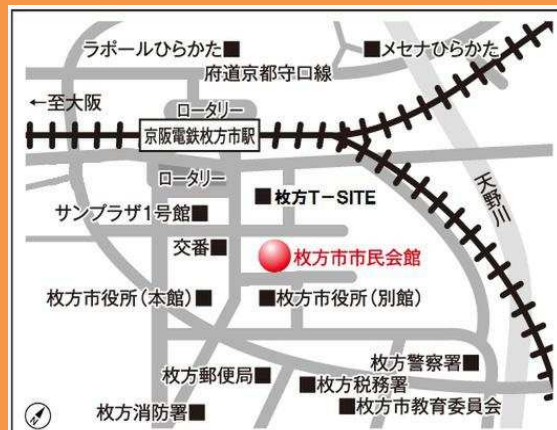 ラポールひらかた■
■メセナひらかた
府道京都守口線
←至大阪
ロータリー
京阪電鉄枚方市駅
ロータリー
■枚方T-SITE
天野川
サンプラザ1号館■
交番■
枚方市市民会館
枚方市役所(本館)■
■枚方市役所(別館)
枚方警察署■
枚方郵便局■
■枚方税務署
枚方消防署■
■枚方市教育委員会